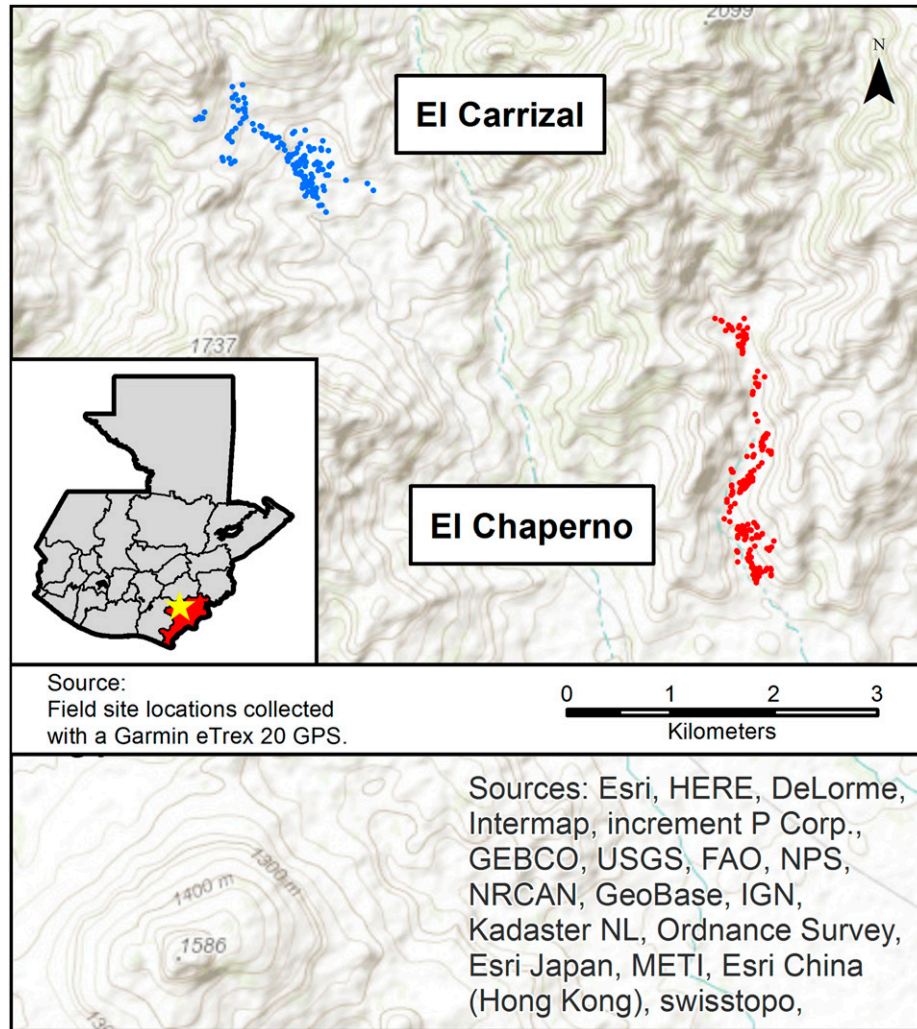 2099
N
El Carrizal
1737
El Chaperno
Source:
Field site locations collected
with a Garmin eTrex 20 GPS.
0 1 2 3
Kilometers
Sources: Esri, HERE, DeLorme,
Intermap, increment P Corp.,
GEBCO, USGS, FAO, NPS,
NRCAN, GeoBase, IGN,
Kadaster NL, Ordnance Survey,
Esri Japan, METI, Esri China
(Hong Kong), swisstopo,
1300 m
1400 m
1586